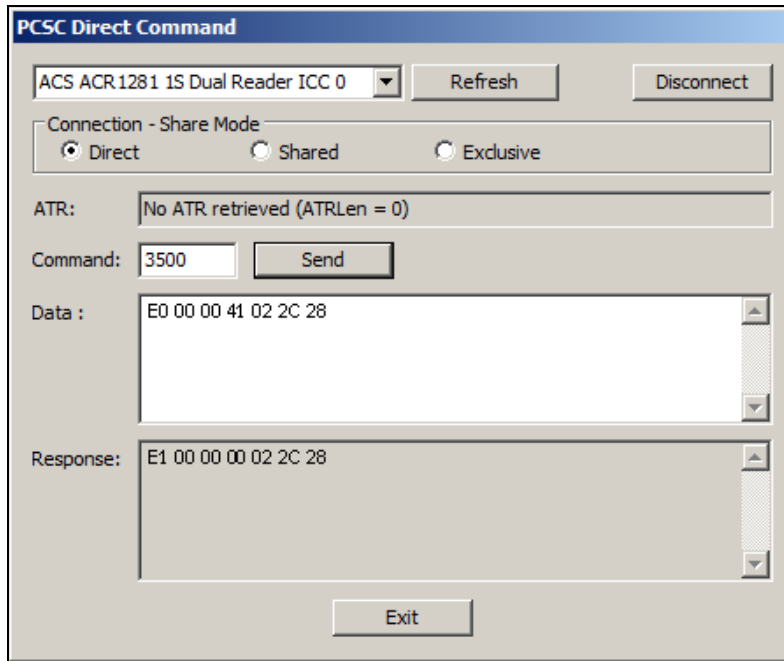 PCSC Direct Command
ACS ACR1281 1S Dual Reader ICC 0 Refresh Disconnect
Connection - Share Mode
Direct Shared Exclusive
ATR: No ATR retrieved (ATRLen = 0)
Command: 3500 Send
Data : E0 00 00 41 02 2C 28
Response: E1 00 00 00 02 2C 28
Exit